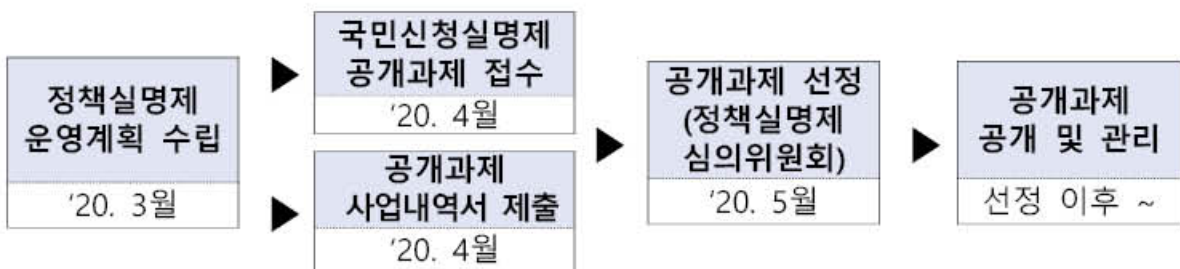 정책실명제
운영계획 수립
'20. 3월
▶
국민신청실명제
공개과제 접수
'20. 4월
▶
공개과제
사업내역서 제출
'20. 4월
▶
공개과제 선정
(정책실명제
심의위원회)
'20. 5월
▶
공개과제
공개 및 관리
선정 이후 ~